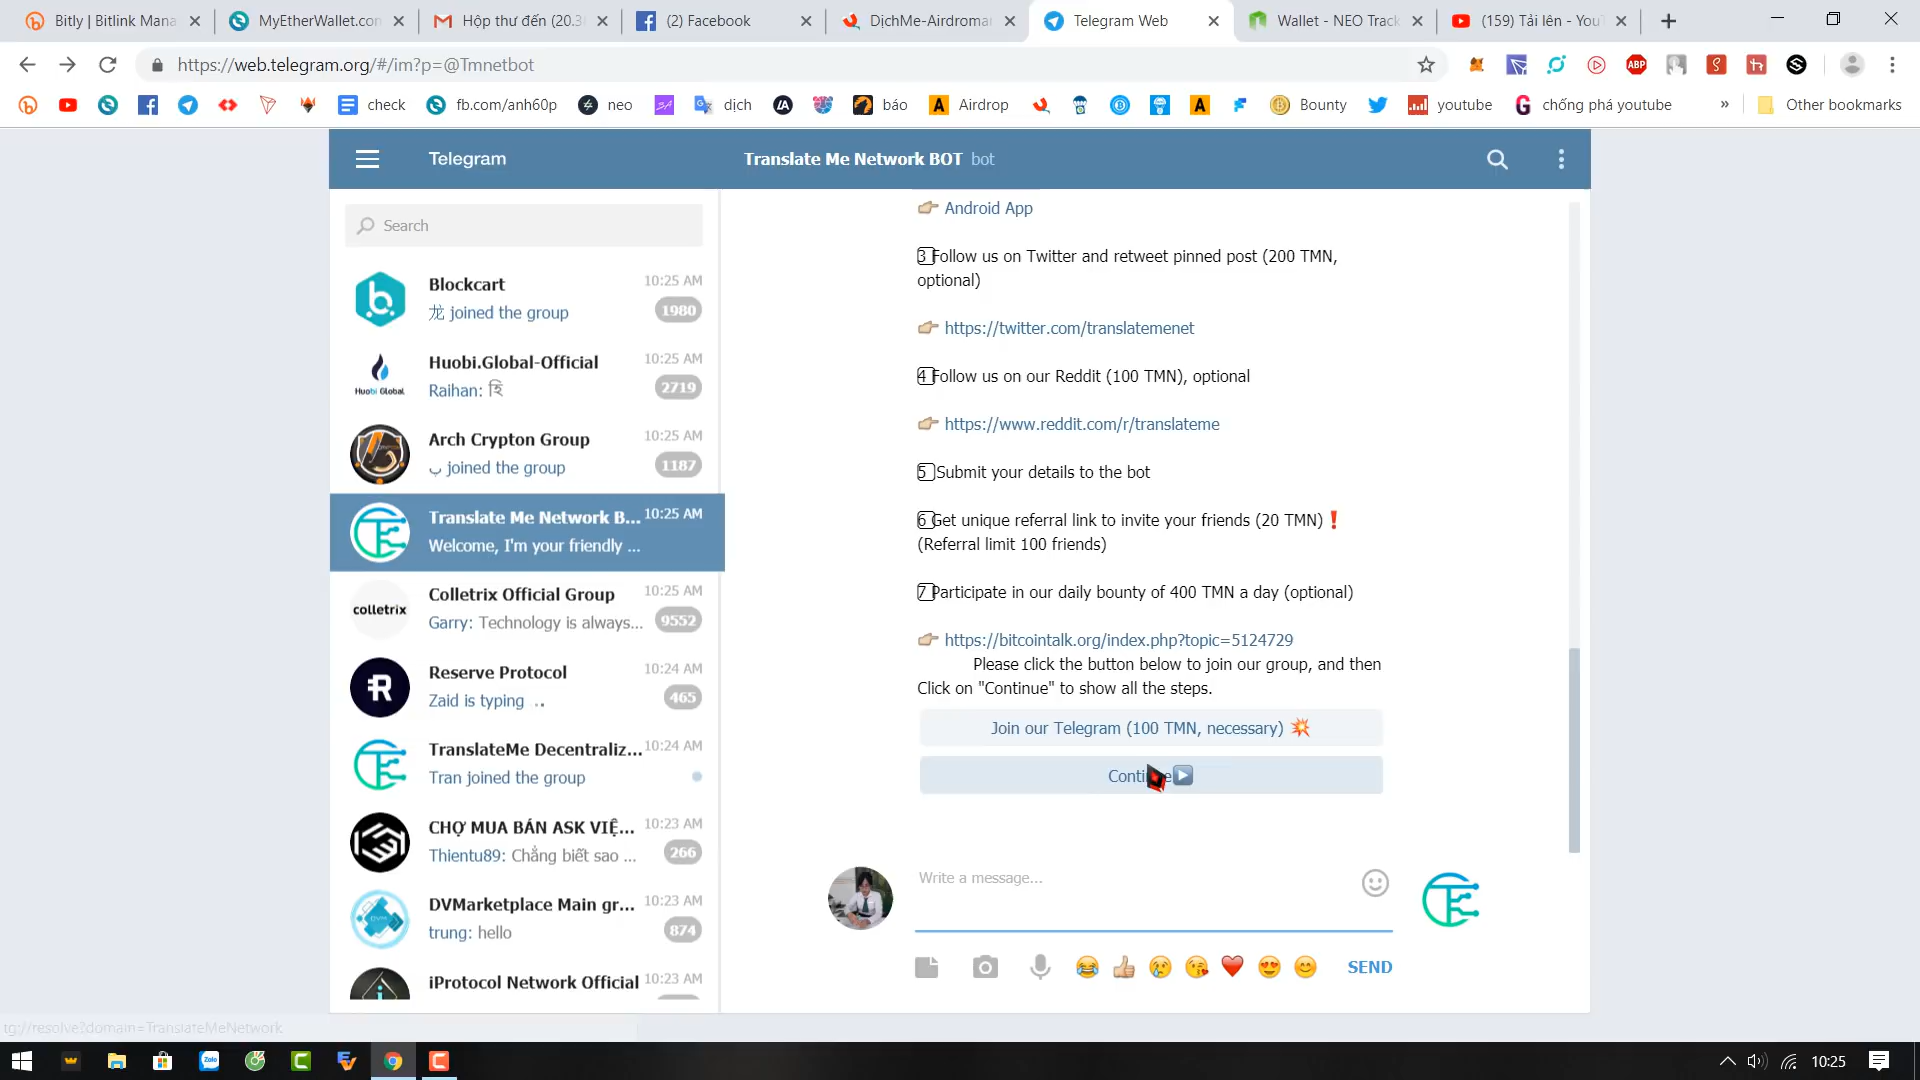 Bitly | Bitlink Mana
MyEtherWallet.con
Hộp thư đến (20.3
(2) Facebook
DịchMe-Airdroman
Telegram Web
Wallet - NEO Track
(159) Tải lên - You
https://web.telegram.org/#/im?p=@Tmnetbot
check
fb.com/anh60p
neo
dịch
báo
Airdrop
Bounty
youtube
chống phá youtube
»
Other bookmarks
Telegram
Translate Me Network BOT bot
Search
Blockcart 10:25 AM
龙 joined the group 1980
Huobi.Global-Official 10:25 AM
Huobi Global
Raihan: हि 2719
Arch Crypton Group 10:25 AM
ب joined the group 1187
Translate Me Network B... 10:25 AM
Welcome, I'm your friendly ...
Colletrix Official Group 10:25 AM
colletrix
Garry: Technology is always... 9552
Reserve Protocol 10:24 AM
Zaid is typing .. 465
TranslateMe Decentraliz... 10:24 AM
Tran joined the group
CHỢ MUA BÁN ASK VIỆ... 10:23 AM
Thientu89: Chẳng biết sao ... 266
DVMarketplace Main gr... 10:23 AM
trung: hello 874
iProtocol Network Official 10:23 AM
👉 Android App
3 Follow us on Twitter and retweet pinned post (200 TMN,
optional)
👉 https://twitter.com/translatemenet
4 Follow us on our Reddit (100 TMN), optional
👉 https://www.reddit.com/r/translateme
5 Submit your details to the bot
6 Get unique referral link to invite your friends (20 TMN)❗
(Referral limit 100 friends)
7 Participate in our daily bounty of 400 TMN a day (optional)
👉 https://bitcointalk.org/index.php?topic=5124729
Please click the button below to join our group, and then
Click on "Continue" to show all the steps.
Join our Telegram (100 TMN, necessary) 💥
Continue▶
Write a message...
SEND
tg://resolve?domain=TranslateMeNetwork
10:25